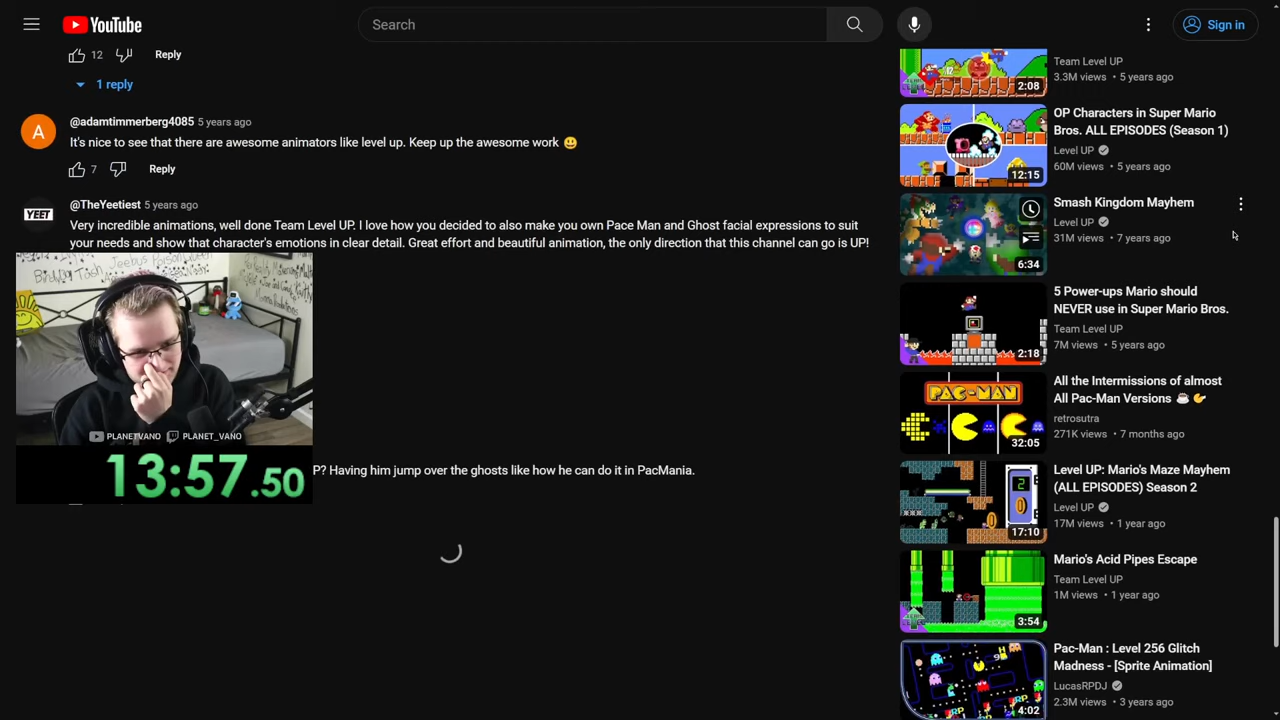 YouTube
Search
Sign in
12
Reply
1 reply
@adamtimmerberg4085 5 years ago
It's nice to see that there are awesome animators like level up. Keep up the awesome work 😃
7
Reply
YEET
@TheYeetiest 5 years ago
Very incredible animations, well done Team Level UP. I love how you decided to also make you own Pace Man and Ghost facial expressions to suit
your needs and show that character's emotions in clear detail. Great effort and beautiful animation, the only direction that this channel can go is UP!
PLANETVANO PLANET_VANO
13:57.50
P? Having him jump over the ghosts like how he can do it in PacMania.
Team Level UP
3.3M views • 5 years ago
2:08
OP Characters in Super Mario
Bros. ALL EPISODES (Season 1)
Level UP
60M views • 5 years ago
12:15
Smash Kingdom Mayhem
Level UP
31M views • 7 years ago
6:34
5 Power-ups Mario should
NEVER use in Super Mario Bros.
Team Level UP
7M views • 5 years ago
2:18
PAC-MAN
All the Intermissions of almost
All Pac-Man Versions ☕
retrosutra
271K views • 7 months ago
32:05
Level UP: Mario's Maze Mayhem
(ALL EPISODES) Season 2
Level UP
17M views • 1 year ago
2
17:10
Mario's Acid Pipes Escape
Team Level UP
1M views • 1 year ago
3:54
Pac-Man : Level 256 Glitch
Madness - [Sprite Animation]
LucasRPDJ
2.3M views • 3 years ago
4:02